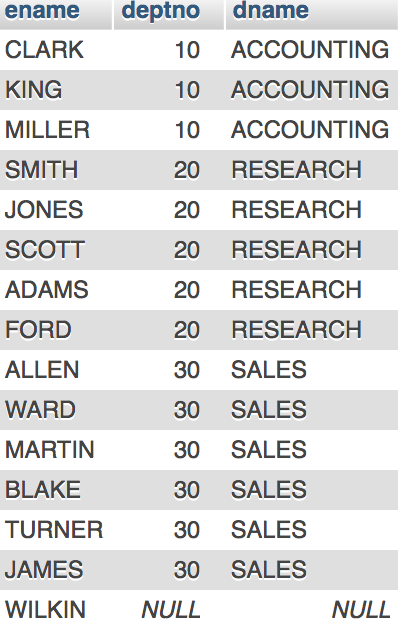 ename deptno dname
CLARK 10 ACCOUNTING
KING 10 ACCOUNTING
MILLER 10 ACCOUNTING
SMITH 20 RESEARCH
JONES 20 RESEARCH
SCOTT 20 RESEARCH
ADAMS 20 RESEARCH
FORD 20 RESEARCH
ALLEN 30 SALES
WARD 30 SALES
MARTIN 30 SALES
BLAKE 30 SALES
TURNER 30 SALES
JAMES 30 SALES
WILKIN NULL NULL